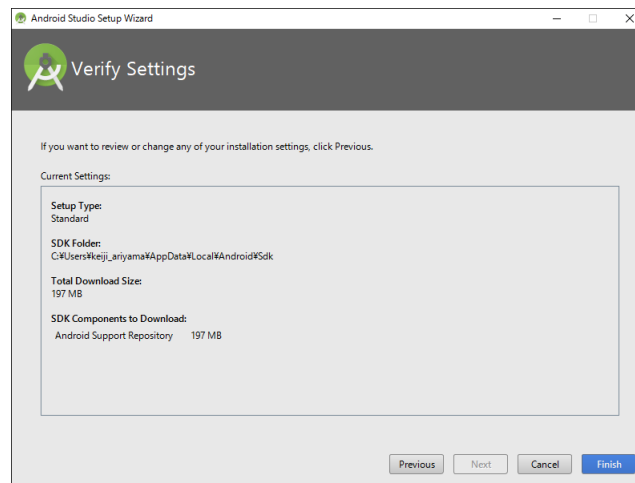 Android Studio Setup Wizard
Verify Settings
If you want to review or change any of your installation settings, click Previous.
Current Settings:
Setup Type:
Standard
SDK Folder:
C:¥Users¥keiji_ariyama¥AppData¥Local¥Android¥Sdk
Total Download Size:
197 MB
SDK Components to Download:
Android Support Repository 197 MB
Previous Next Cancel Finish